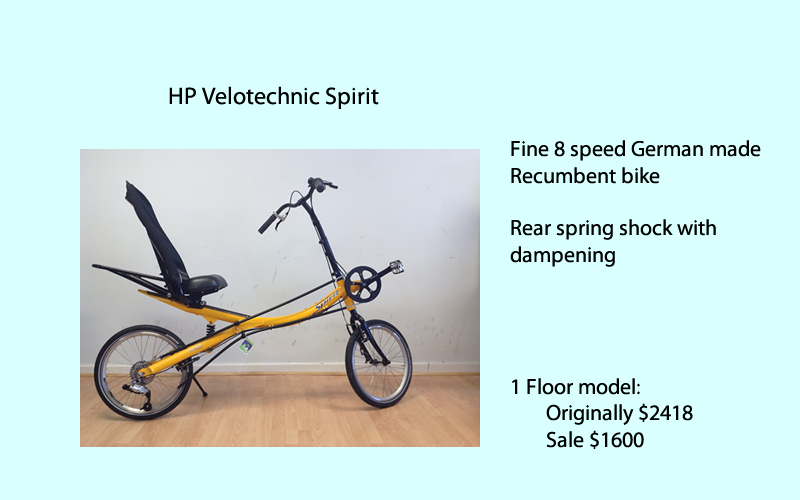 HP Velotechnic Spirit
Fine 8 speed German made
Recumbent bike
Rear spring shock with
dampening
1 Floor model:
Originally $2418
Sale $1600